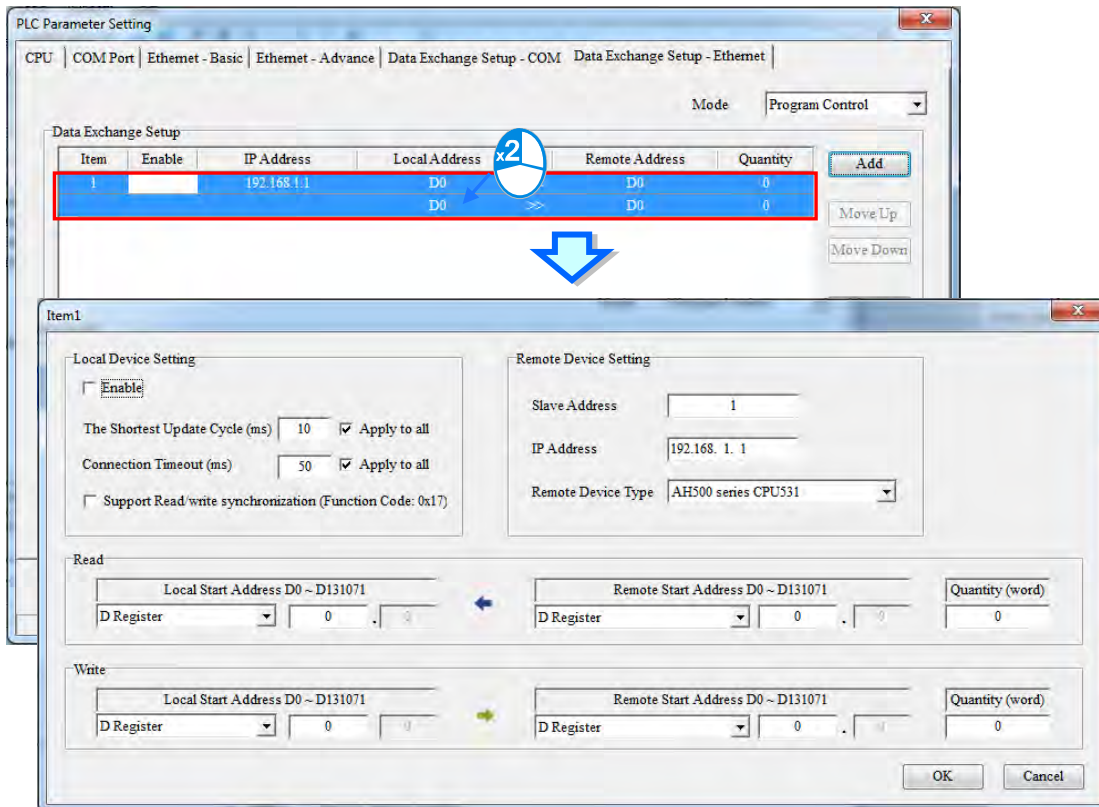 PLC Parameter Setting
CPU COM Port Ethernet - Basic Ethernet - Advance Data Exchange Setup - COM Data Exchange Setup - Ethernet
Mode Program Control
Data Exchange Setup
Item Enable IP Address Local Address Remote Address Quantity
x2
Add
1 192.168.1.1 D0 D0 0
D0 >> D0 0
Move Up
Move Down
Item1
Local Device Setting
Enable
The Shortest Update Cycle (ms) 10 Apply to all
Connection Timeout (ms) 50 Apply to all
Support Read/write synchronization (Function Code: 0x17)
Remote Device Setting
Slave Address 1
IP Address 192.168. 1. 1
Remote Device Type AH500 series CPU531
Read
Local Start Address D0 ~ D131071 Remote Start Address D0 ~ D131071 Quantity (word)
D Register 0 . 0 D Register 0 . 0 0
Write
Local Start Address D0 ~ D131071 Remote Start Address D0 ~ D131071 Quantity (word)
D Register 0 0 D Register 0 . 0 0
OK Cancel